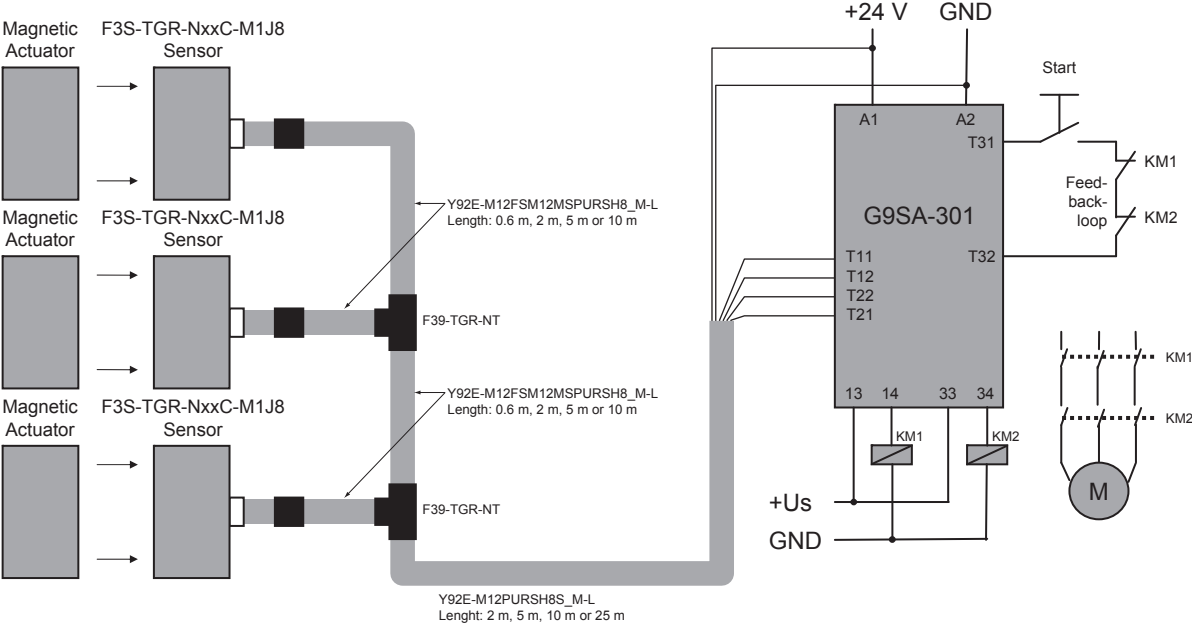 Magnetic
Actuator
F3S-TGR-NxxC-M1J8
Sensor
+24 V
GND
Start
A1
A2
T31
KM1
Feed-
back-
loop
KM2
G9SA-301
T11
T12
T22
T21
T32
Y92E-M12FSM12MSPURSH8_M-L
Length: 0.6 m, 2 m, 5 m or 10 m
Magnetic
Actuator
F3S-TGR-NxxC-M1J8
Sensor
F39-TGR-NT
Y92E-M12FSM12MSPURSH8_M-L
Length: 0.6 m, 2 m, 5 m or 10 m
Magnetic
Actuator
F3S-TGR-NxxC-M1J8
Sensor
F39-TGR-NT
13
14
33
34
KM1
KM2
+Us
GND
KM1
KM2
M
Y92E-M12PURSH8S_M-L
Lenght: 2 m, 5 m, 10 m or 25 m